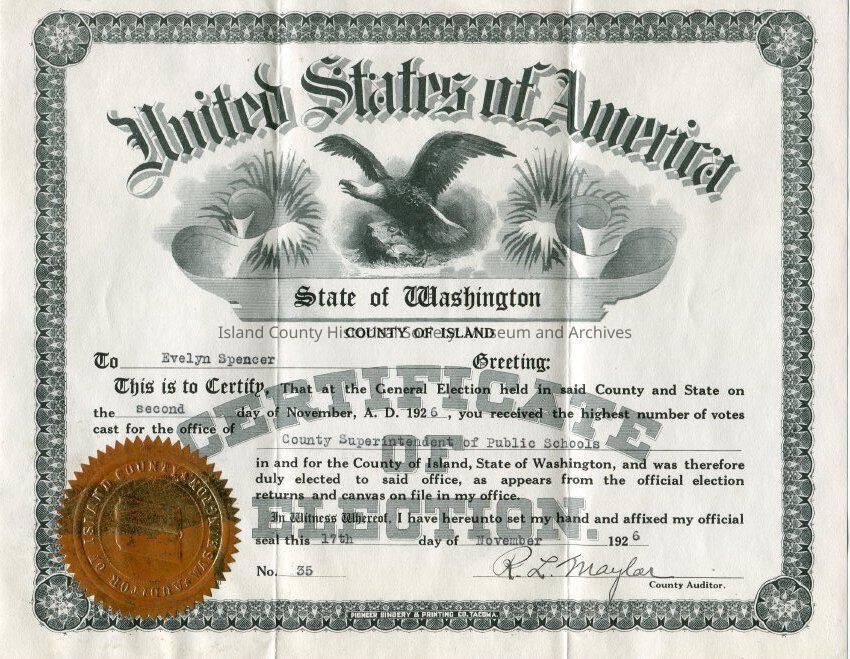 United States of America
State of Washington
COUNTY OF ISLAND
Island County Historical Society Museum and Archives
To Evelyn Spencer Greeting:
This is to Certify, That at the General Election held in said County and State on
the second day of November, A. D. 1926, you received the highest number of votes
cast for the office of
County Superintendent of Public Schools
in and for the County of Island, State of Washington, and was therefore
duly elected to said office, as appears from the official election
returns and canvas on file in my office.
In Witness Whereof, I have hereunto set my hand and affixed my official
seal this 17th day of November 1926
No. 35 R. L. Maylor
County Auditor.
CERTIFICATE
OF
ELECTION.
AUDITOR OF ISLAND COUNTY
PIONEER BINDERY & PRINTING CO. TACOMA.